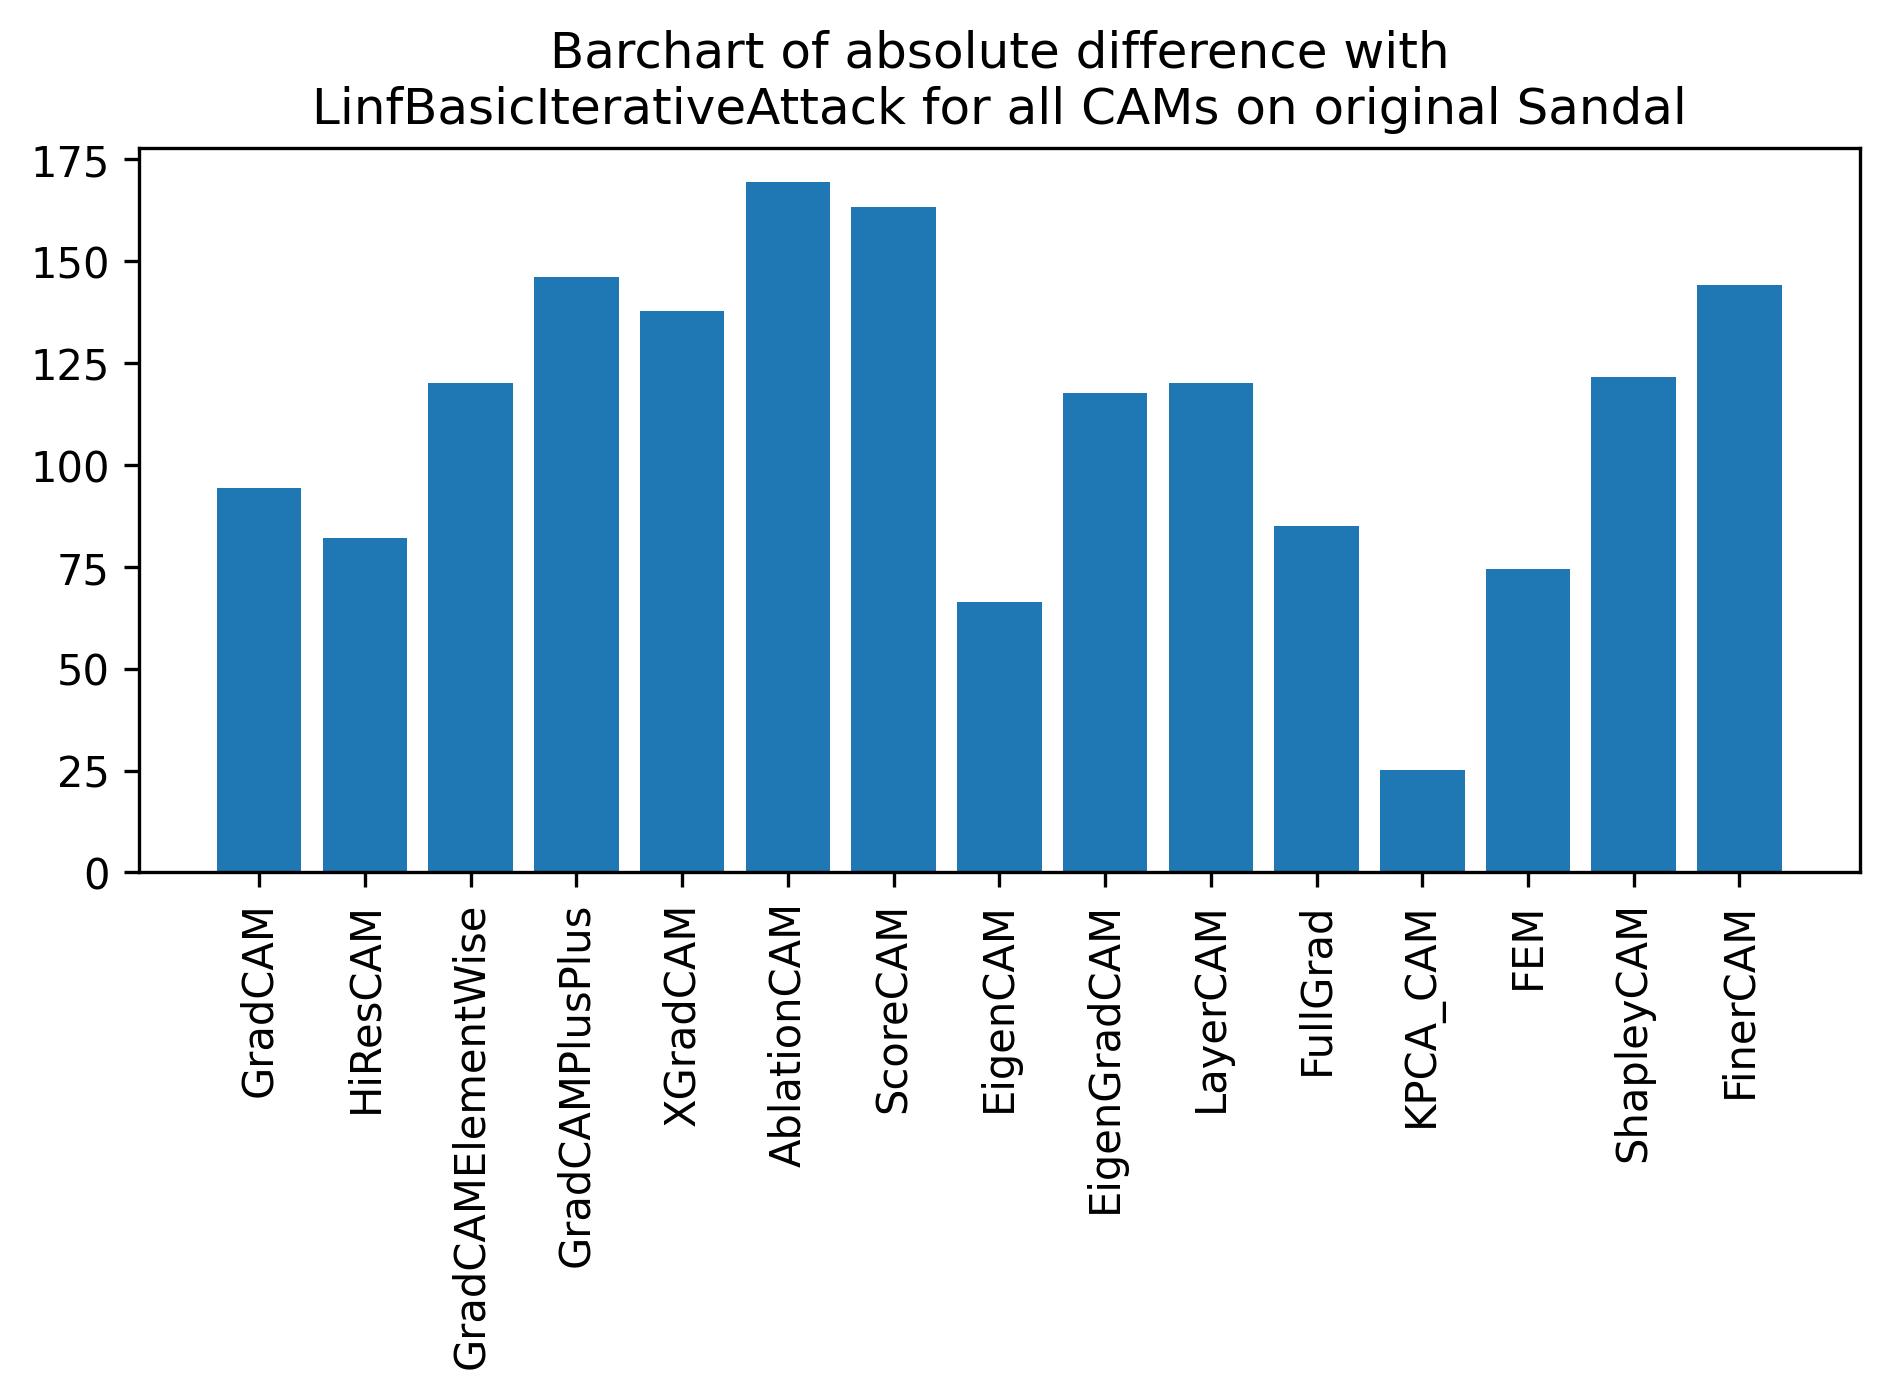 Barchart of absolute difference with
LinfBasicIterativeAttack for all CAMs on original Sandal
175
150
125
100
75
50
25
0
GradCAM
HiResCAM
GradCAMElementWise
GradCAMPlusPlus
XGradCAM
AblationCAM
ScoreCAM
EigenCAM
EigenGradCAM
LayerCAM
FullGrad
KPCA_CAM
FEM
ShapleyCAM
FinerCAM